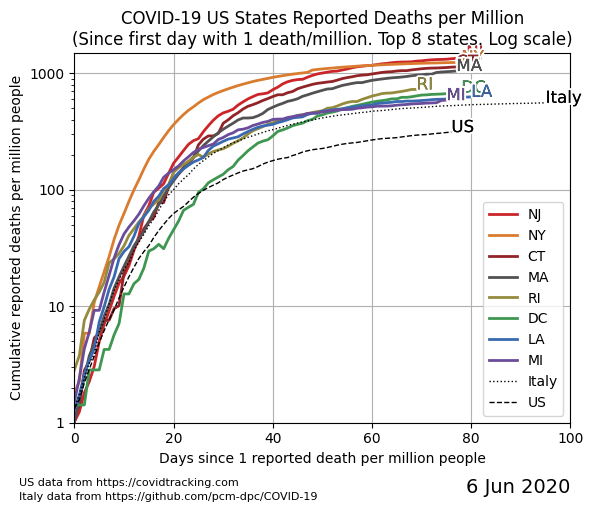 COVID-19 US States Reported Deaths per Million
(Since first day with 1 death/million. Top 8 states. Log scale)
Cumulative reported deaths per million people
1000
100
10
1
MA
RI
DC
LA
MI
Italy
US
NJ
NY
CT
MA
RI
DC
LA
MI
Italy
US
0 20 40 60 80 100
Days since 1 reported death per million people
US data from https://covidtracking.com
Italy data from https://github.com/pcm-dpc/COVID-19
6 Jun 2020